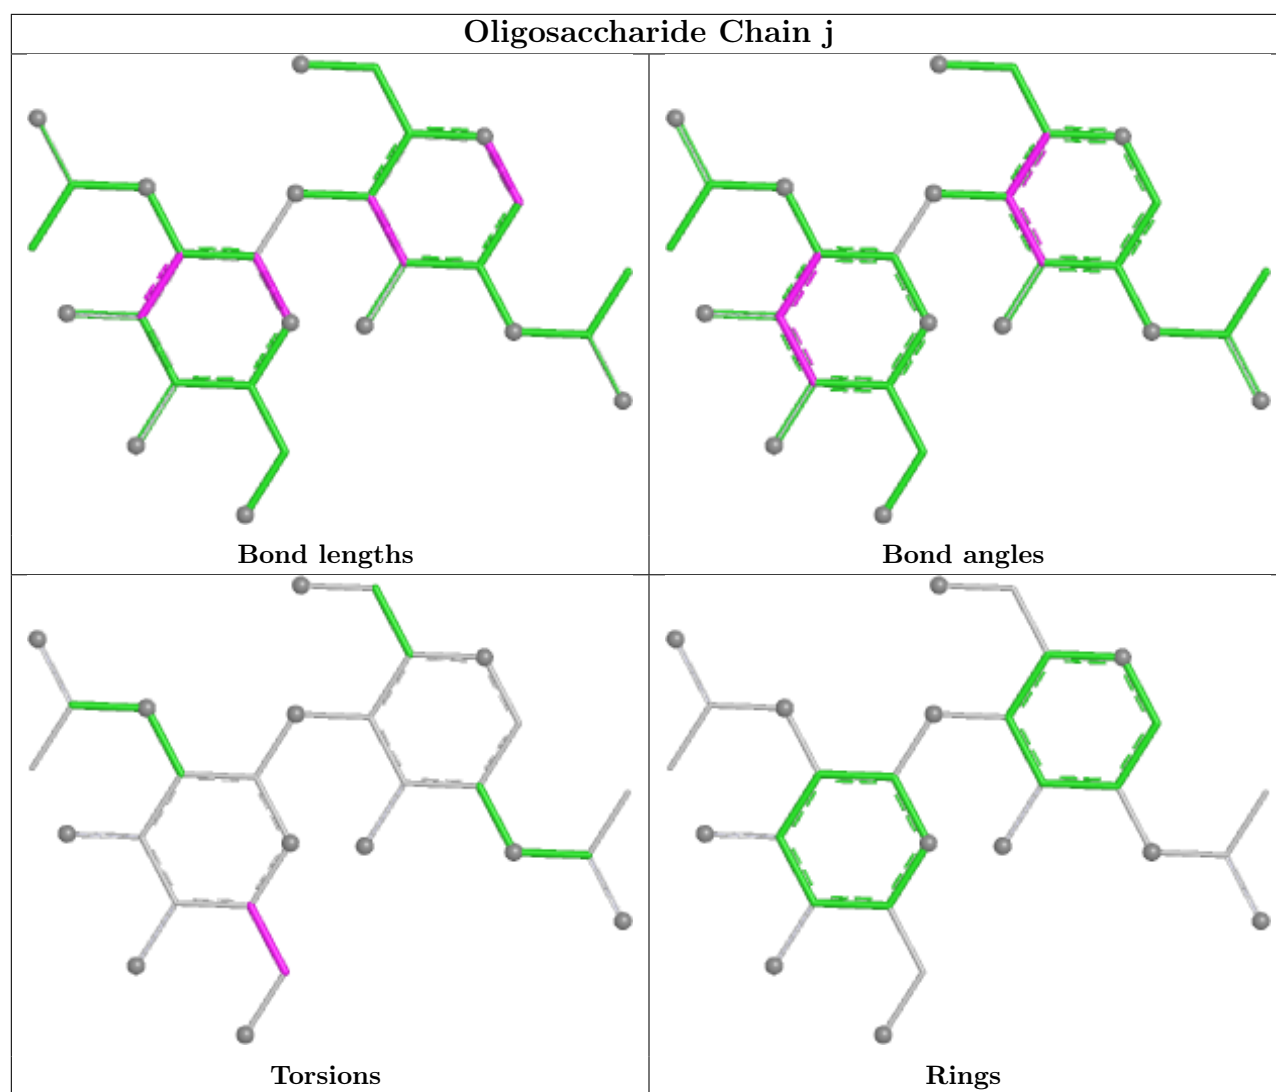 Oligosaccharide Chain j
Bond lengths
Bond angles
Torsions
Rings